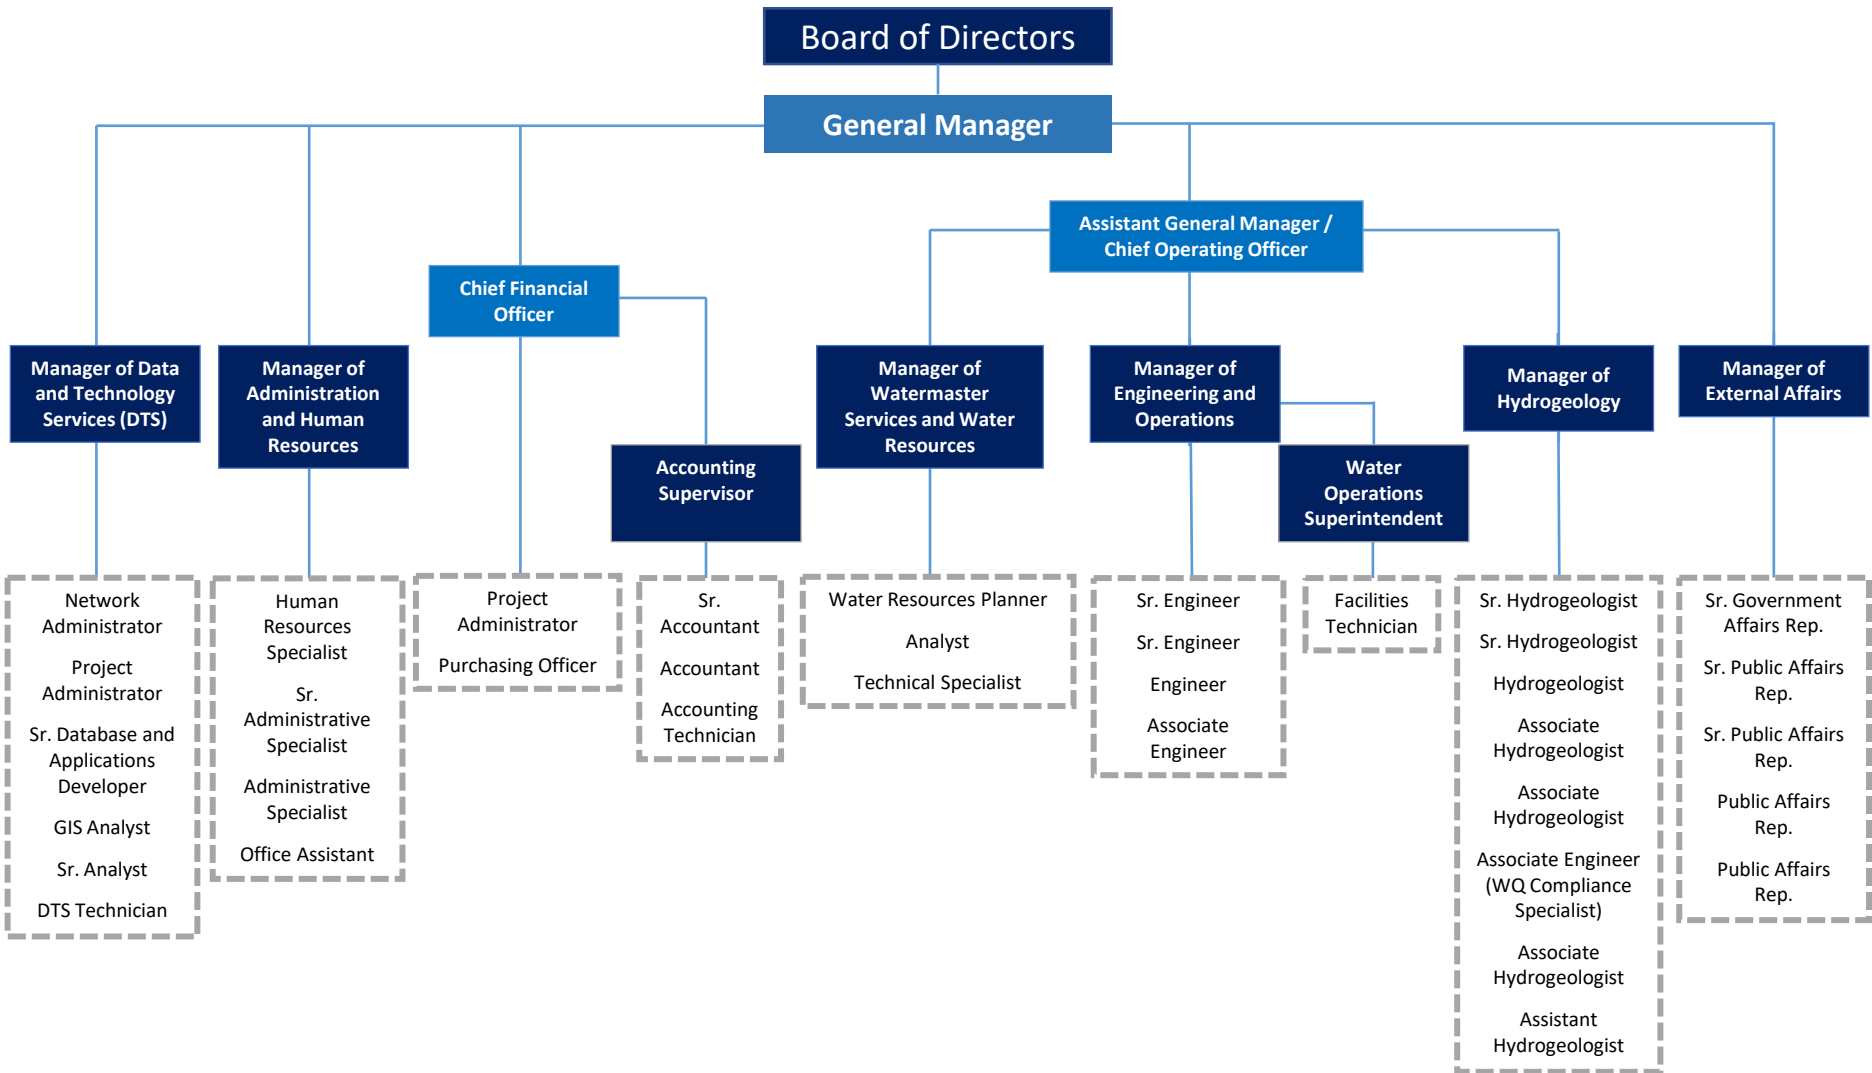 Board of Directors
General Manager
Assistant General Manager /
Chief Operating Officer
Chief Financial
Officer
Manager of Data
and Technology
Services (DTS)
Manager of
Administration
and Human
Resources
Manager of
Watermaster
Services and Water
Resources
Manager of
Engineering and
Operations
Manager of
Hydrogeology
Manager of
External Affairs
Accounting
Supervisor
Water
Operations
Superintendent
Network
Administrator
Project
Administrator
Sr. Database and
Applications
Developer
GIS Analyst
Sr. Analyst
DTS Technician
Human
Resources
Specialist
Sr.
Administrative
Specialist
Administrative
Specialist
Office Assistant
Project
Administrator
Purchasing Officer
Sr.
Accountant
Accountant
Accounting
Technician
Water Resources Planner
Analyst
Technical Specialist
Sr. Engineer
Sr. Engineer
Engineer
Associate
Engineer
Facilities
Technician
Sr. Hydrogeologist
Sr. Hydrogeologist
Hydrogeologist
Associate
Hydrogeologist
Associate
Hydrogeologist
Associate Engineer
(WQ Compliance
Specialist)
Associate
Hydrogeologist
Assistant
Hydrogeologist
Sr. Government
Affairs Rep.
Sr. Public Affairs
Rep.
Sr. Public Affairs
Rep.
Public Affairs
Rep.
Public Affairs
Rep.